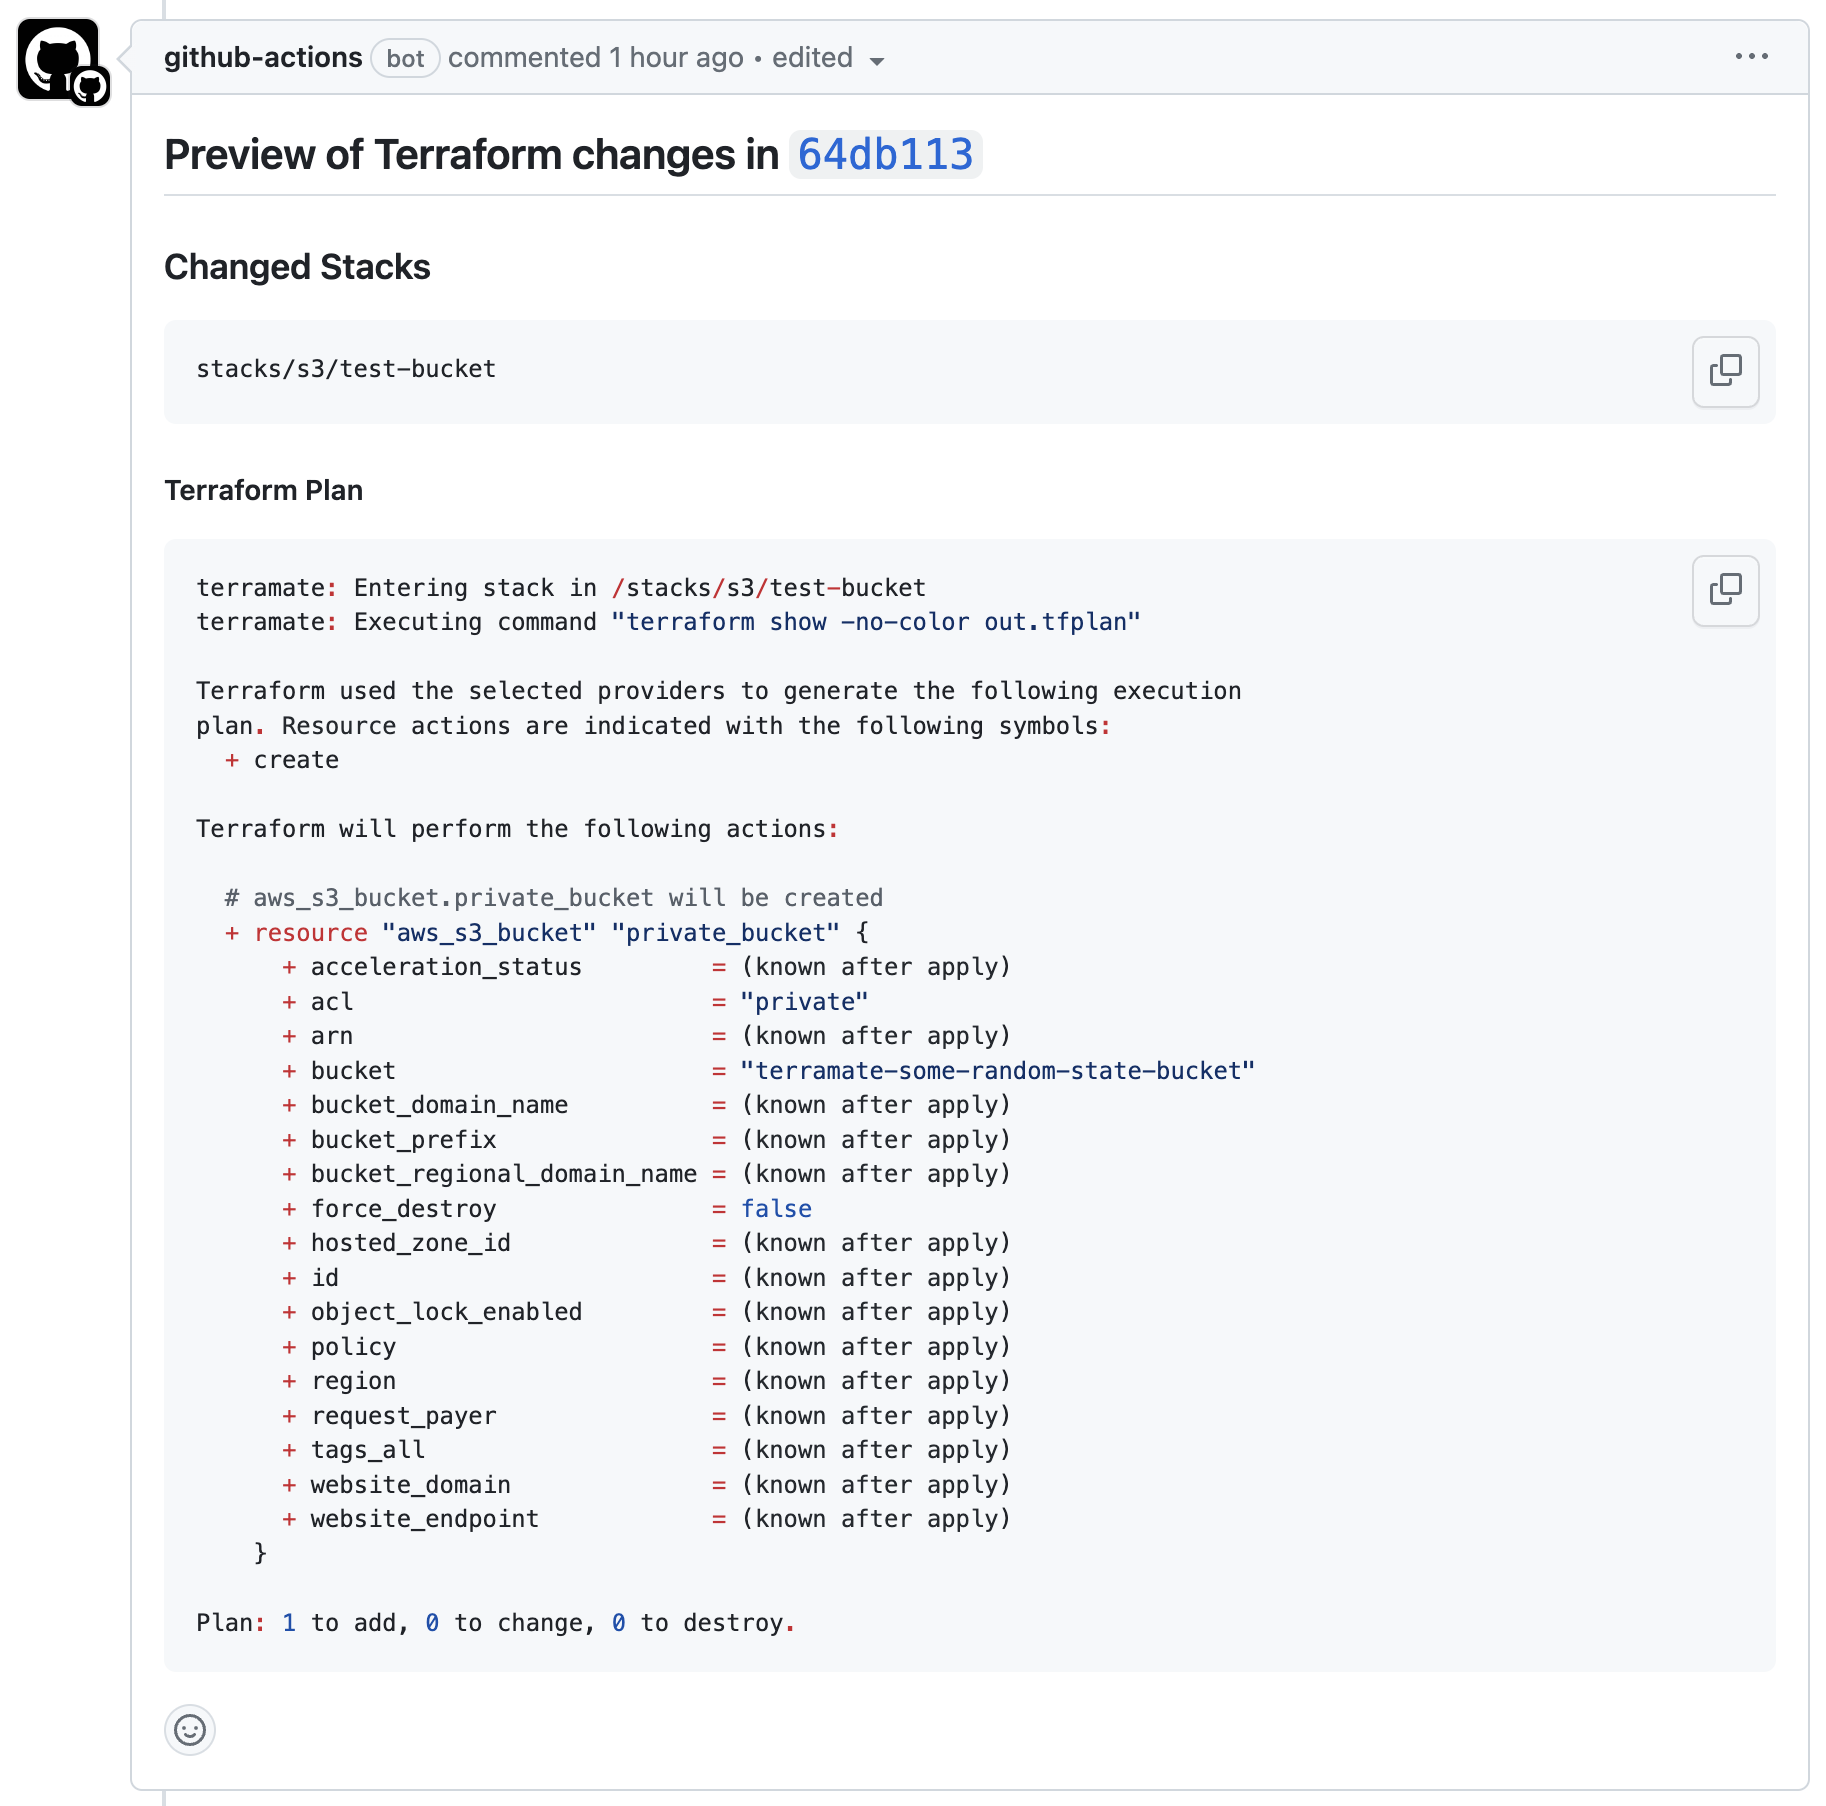 github-actions bot commented 1 hour ago • edited
Preview of Terraform changes in 64db113
Changed Stacks
stacks/s3/test-bucket
Terraform Plan
terramate: Entering stack in /stacks/s3/test-bucket
terramate: Executing command "terraform show -no-color out.tfplan"
Terraform used the selected providers to generate the following execution
plan. Resource actions are indicated with the following symbols:
+ create
Terraform will perform the following actions:
# aws_s3_bucket.private_bucket will be created
+ resource "aws_s3_bucket" "private_bucket" {
+ acceleration_status = (known after apply)
+ acl = "private"
+ arn = (known after apply)
+ bucket = "terramate-some-random-state-bucket"
+ bucket_domain_name = (known after apply)
+ bucket_prefix = (known after apply)
+ bucket_regional_domain_name = (known after apply)
+ force_destroy = false
+ hosted_zone_id = (known after apply)
+ id = (known after apply)
+ object_lock_enabled = (known after apply)
+ policy = (known after apply)
+ region = (known after apply)
+ request_payer = (known after apply)
+ tags_all = (known after apply)
+ website_domain = (known after apply)
+ website_endpoint = (known after apply)
}
Plan: 1 to add, 0 to change, 0 to destroy.